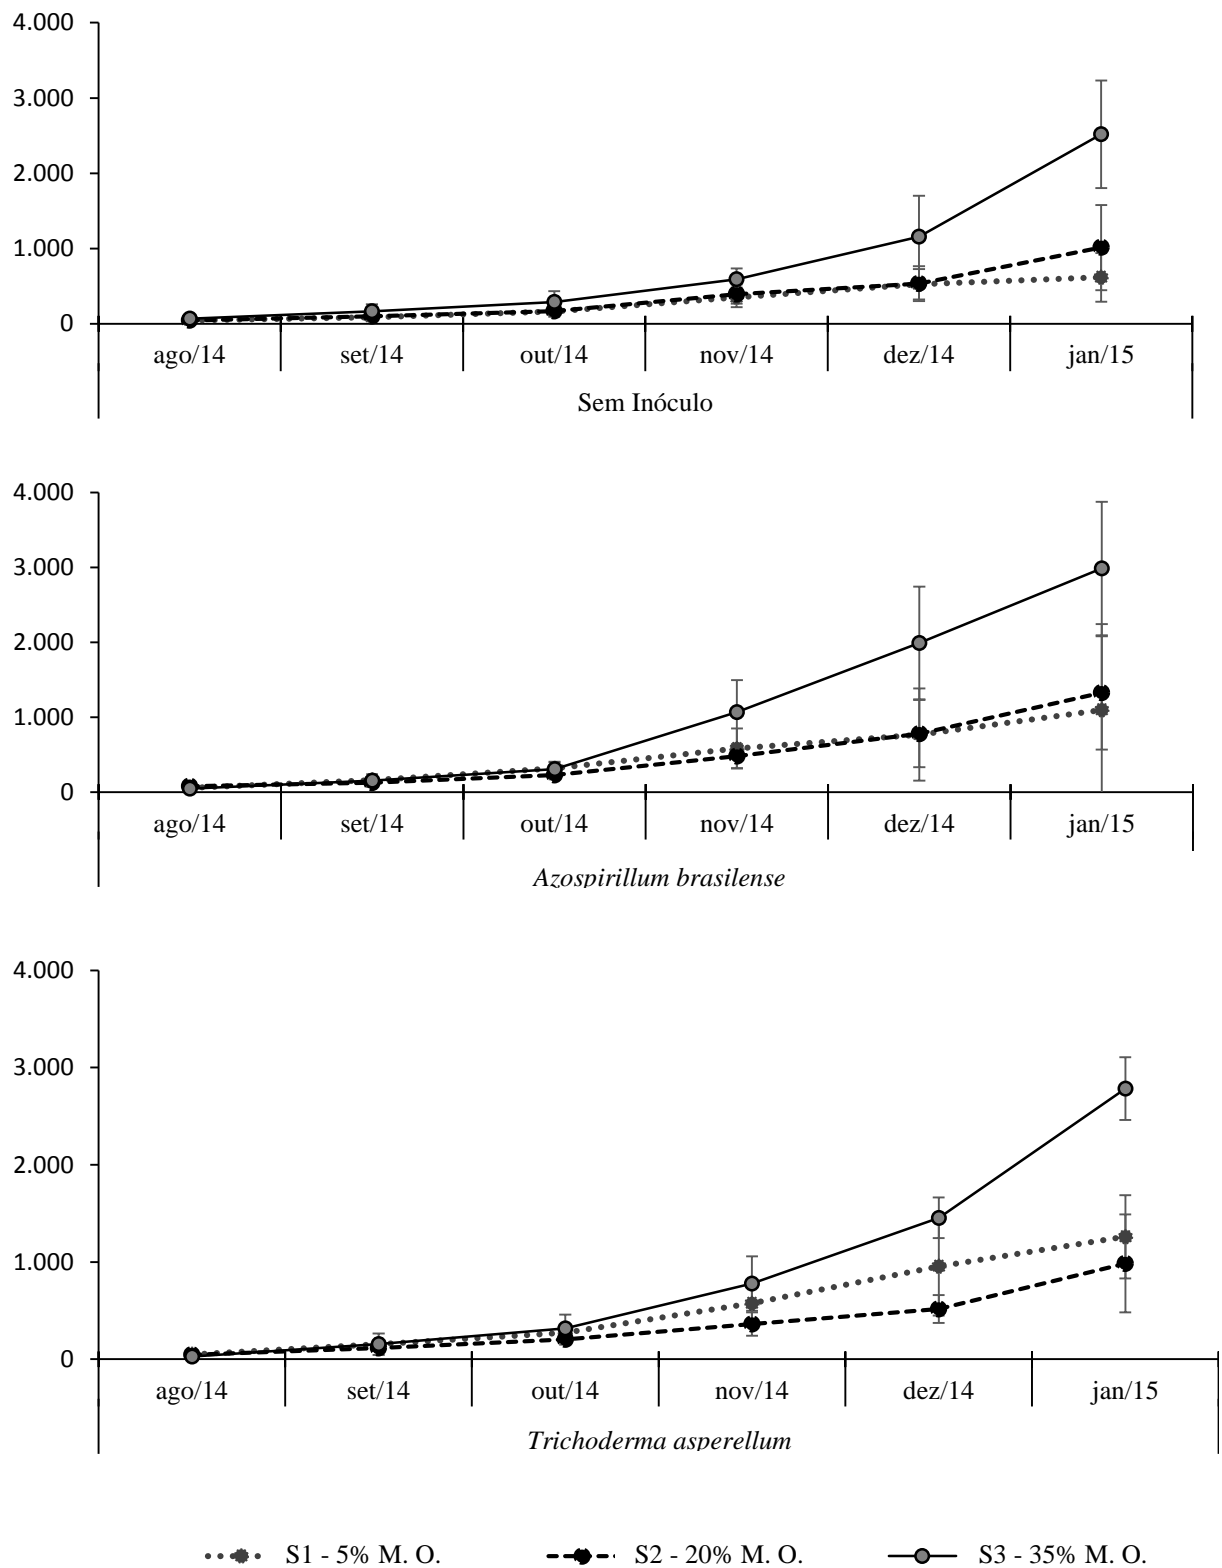 4.000
3.000
2.000
1.000
0
ago/14 set/14 out/14 nov/14 dez/14 jan/15
Sem Inóculo
4.000
3.000
2.000
1.000
0
ago/14 set/14 out/14 nov/14 dez/14 jan/15
Azospirillum brasilense
4.000
3.000
2.000
1.000
0
ago/14 set/14 out/14 nov/14 dez/14 jan/15
Trichoderma asperellum
S1 - 5% M. O. S2 - 20% M. O. S3 - 35% M. O.